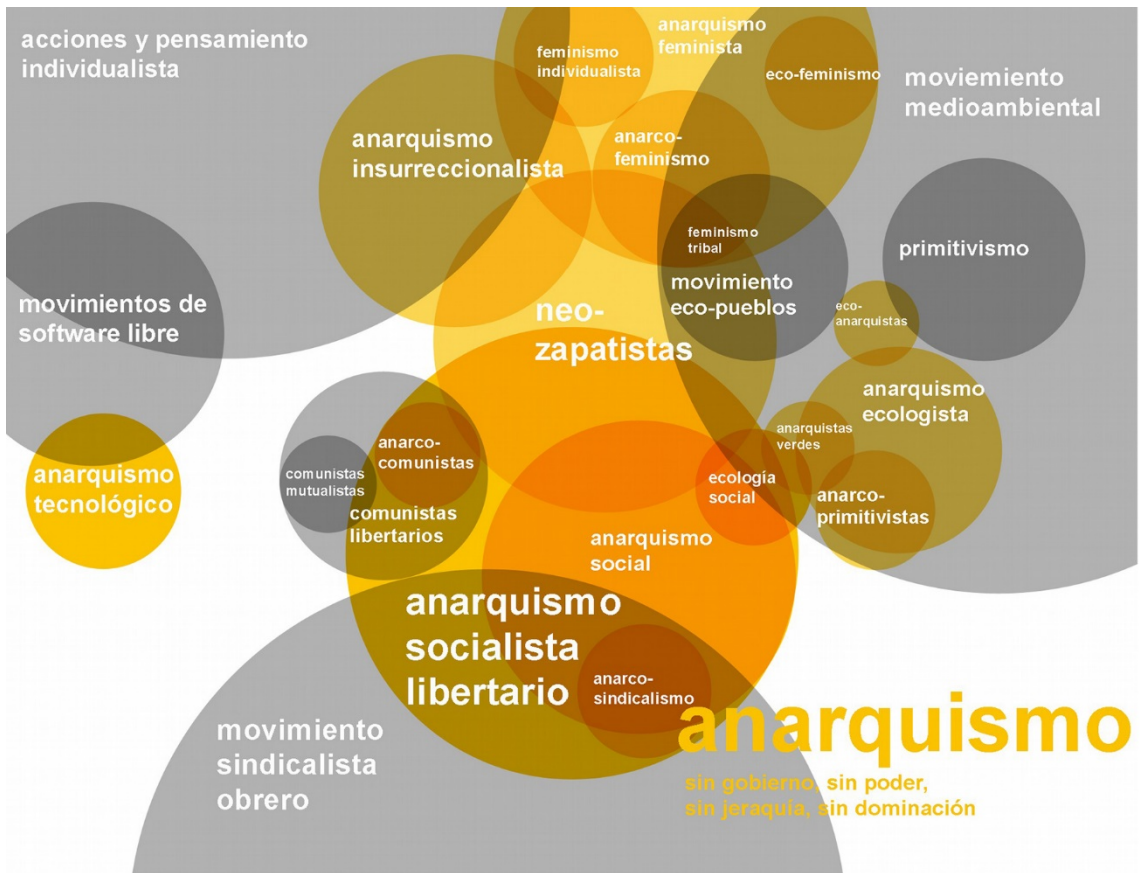 acciones y pensamiento
individualista
feminismo
individualista
anarquismo
feminista
eco-feminismo
moviemiento
medioambiental
anarquismo
insurreccionalista
anarco-
feminismo
feminismo
tribal
movimiento
eco-pueblos
primitivismo
movimientos de
software libre
neo-
zapatistas
eco-
anarquistas
anarquismo
ecologista
anarquistas
verdes
anarquismo
tecnológico
comunistas
mutualistas
anarco-
comunistas
comunistas
libertarios
ecología
social
anarco-
primitivistas
anarquismo
social
anarquismo
socialista
libertario
anarco-
sindicalismo
movimiento
sindicalista
obrero
anarquismo
sin gobierno, sin poder,
sin jeraquía, sin dominación